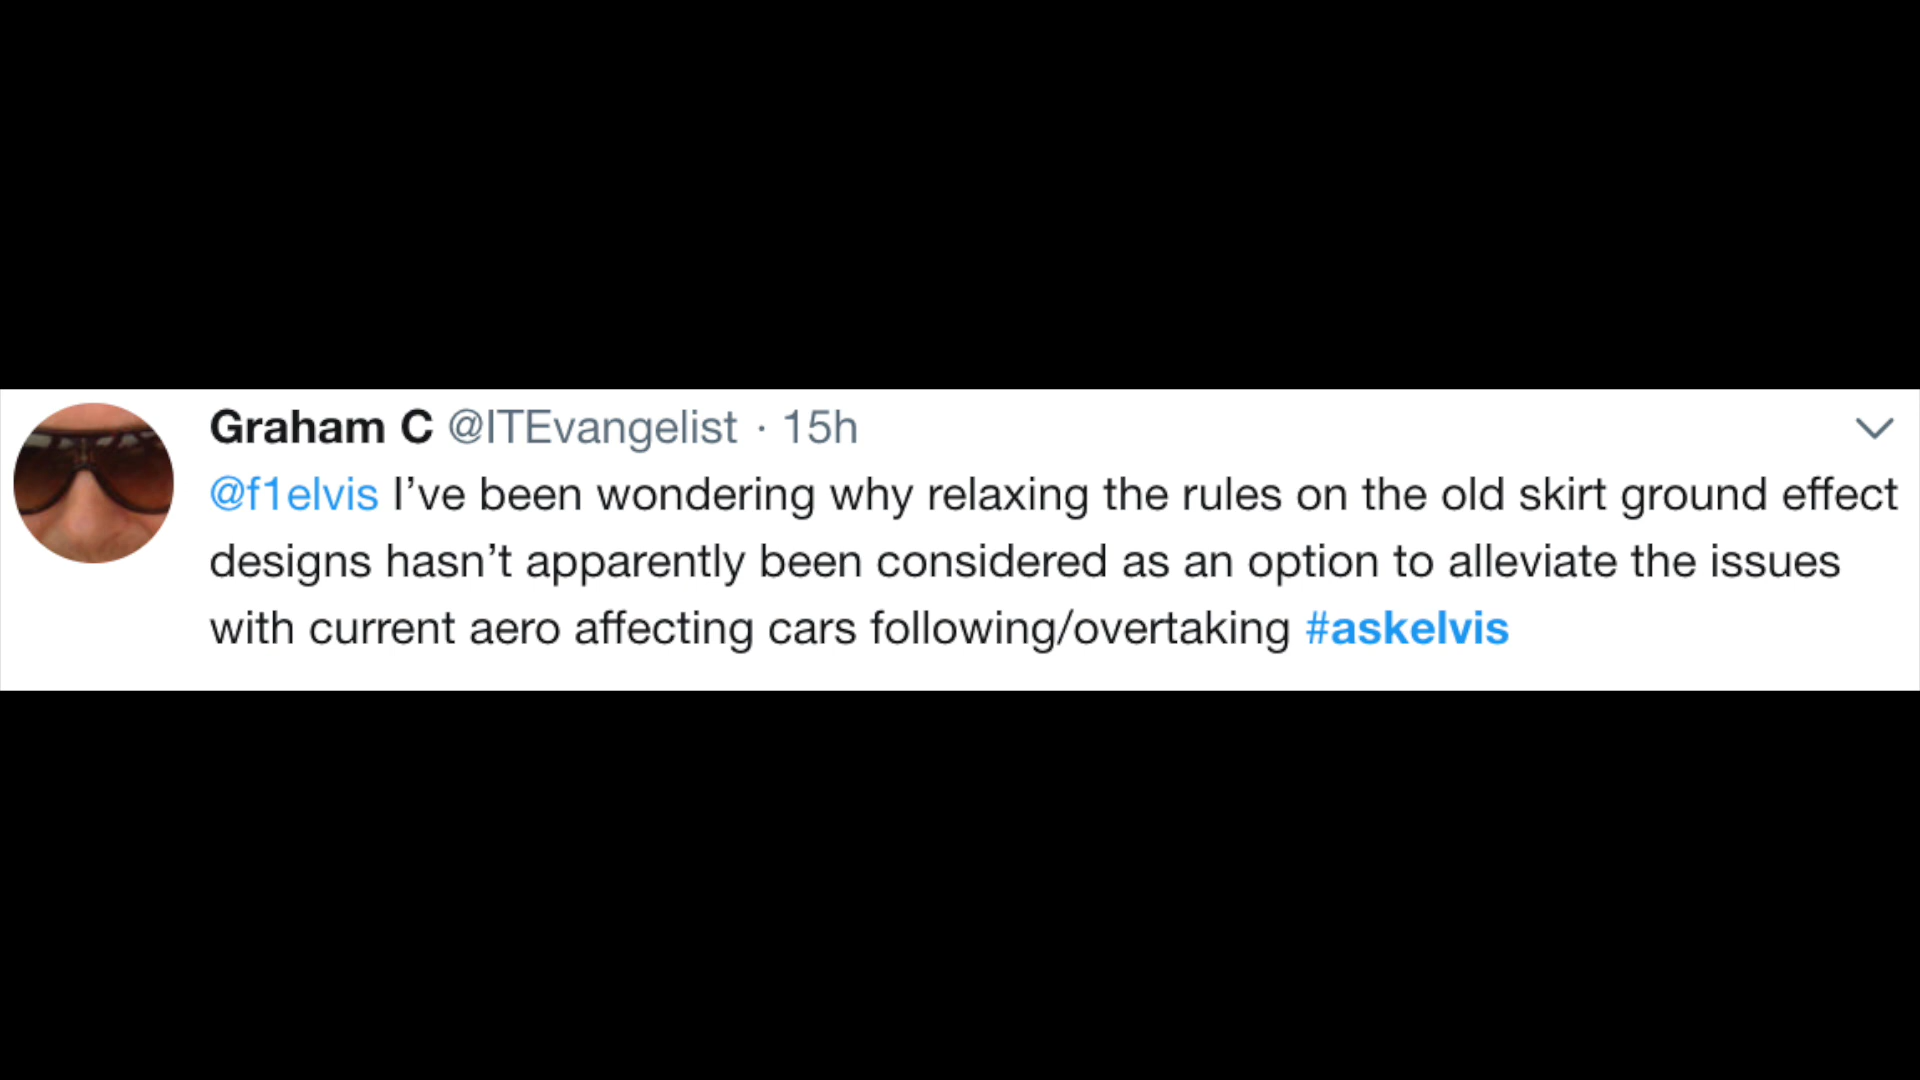 Graham C @ITEvangelist · 15h
@f1elvis I’ve been wondering why relaxing the rules on the old skirt ground effect
designs hasn’t apparently been considered as an option to alleviate the issues
with current aero affecting cars following/overtaking #askelvis